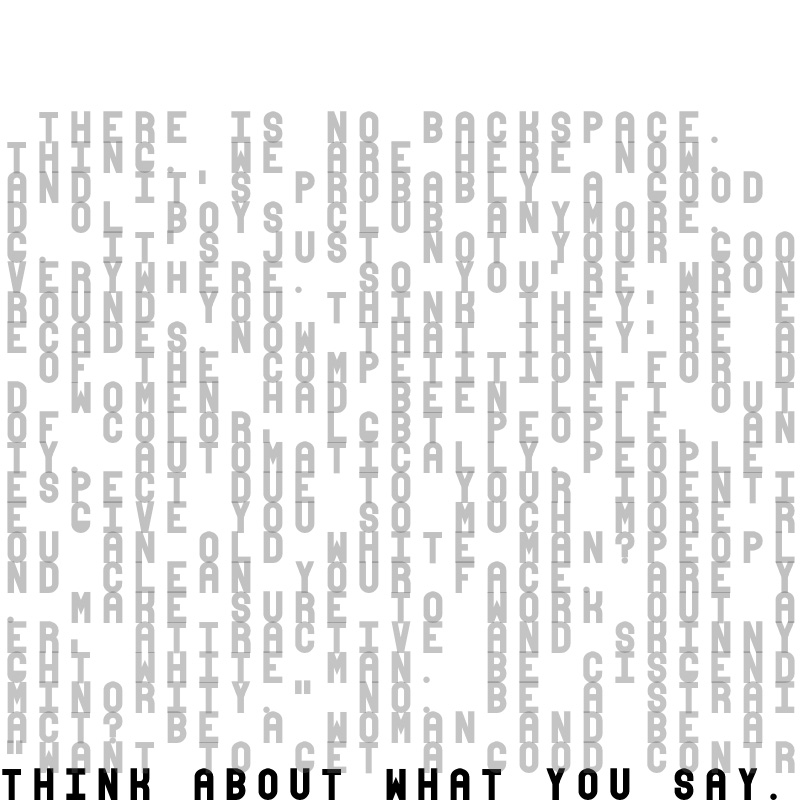 THERE IS NO BACKSPACE.
THING. WE ARE HERE NOW.
AND IT'S PROBABLY A GOOD
D OL BOYS CLUB ANYMORE.
G. IT'S JUST NOT YOUR GOO
VERYWHERE. SO YOU'RE WRON
ROUND YOU THINK THEY'RE E
ECADES. NOW THAT THEY'RE A
OF THE COMPETITION FOR D
D WOMEN HAD BEEN LEFT OUT
OF COLOR, LGBT PEOPLE, AN
TY. AUTOMATICALLY. PEOPLE
ESPECT DUE TO YOUR IDENTI
E GIVE YOU SO MUCH MORE R
OU AN OLD WHITE MAN? PEOPL
ND CLEAN YOUR FACE. ARE Y
. MAKE SURE TO WORK OUT A
ER, ATTRACTIVE AND SKINNY
GHT WHITE MAN. BE CISGEND
MINORITY." NO. BE A STRAI
ACT? BE A WOMAN AND BE A
"WANT TO GET A GOOD CONTR
THINK ABOUT WHAT YOU SAY.